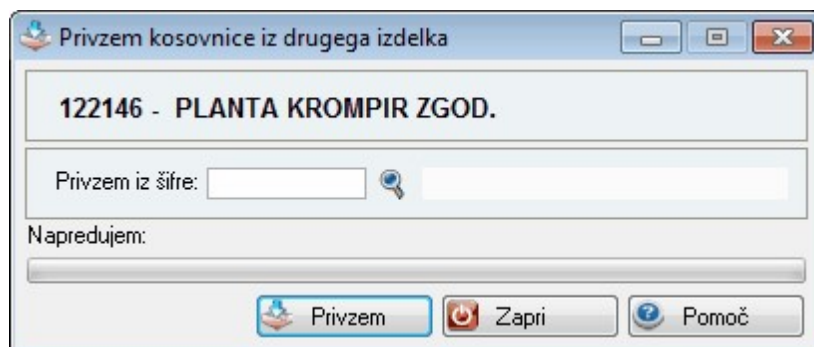 Privzem kosovnice iz drugega izdelka
122146 - PLANTA KROMPIR ZGOD.
Privzem iz šifre:
Napredujem:
Privzem Zapri Pomoč